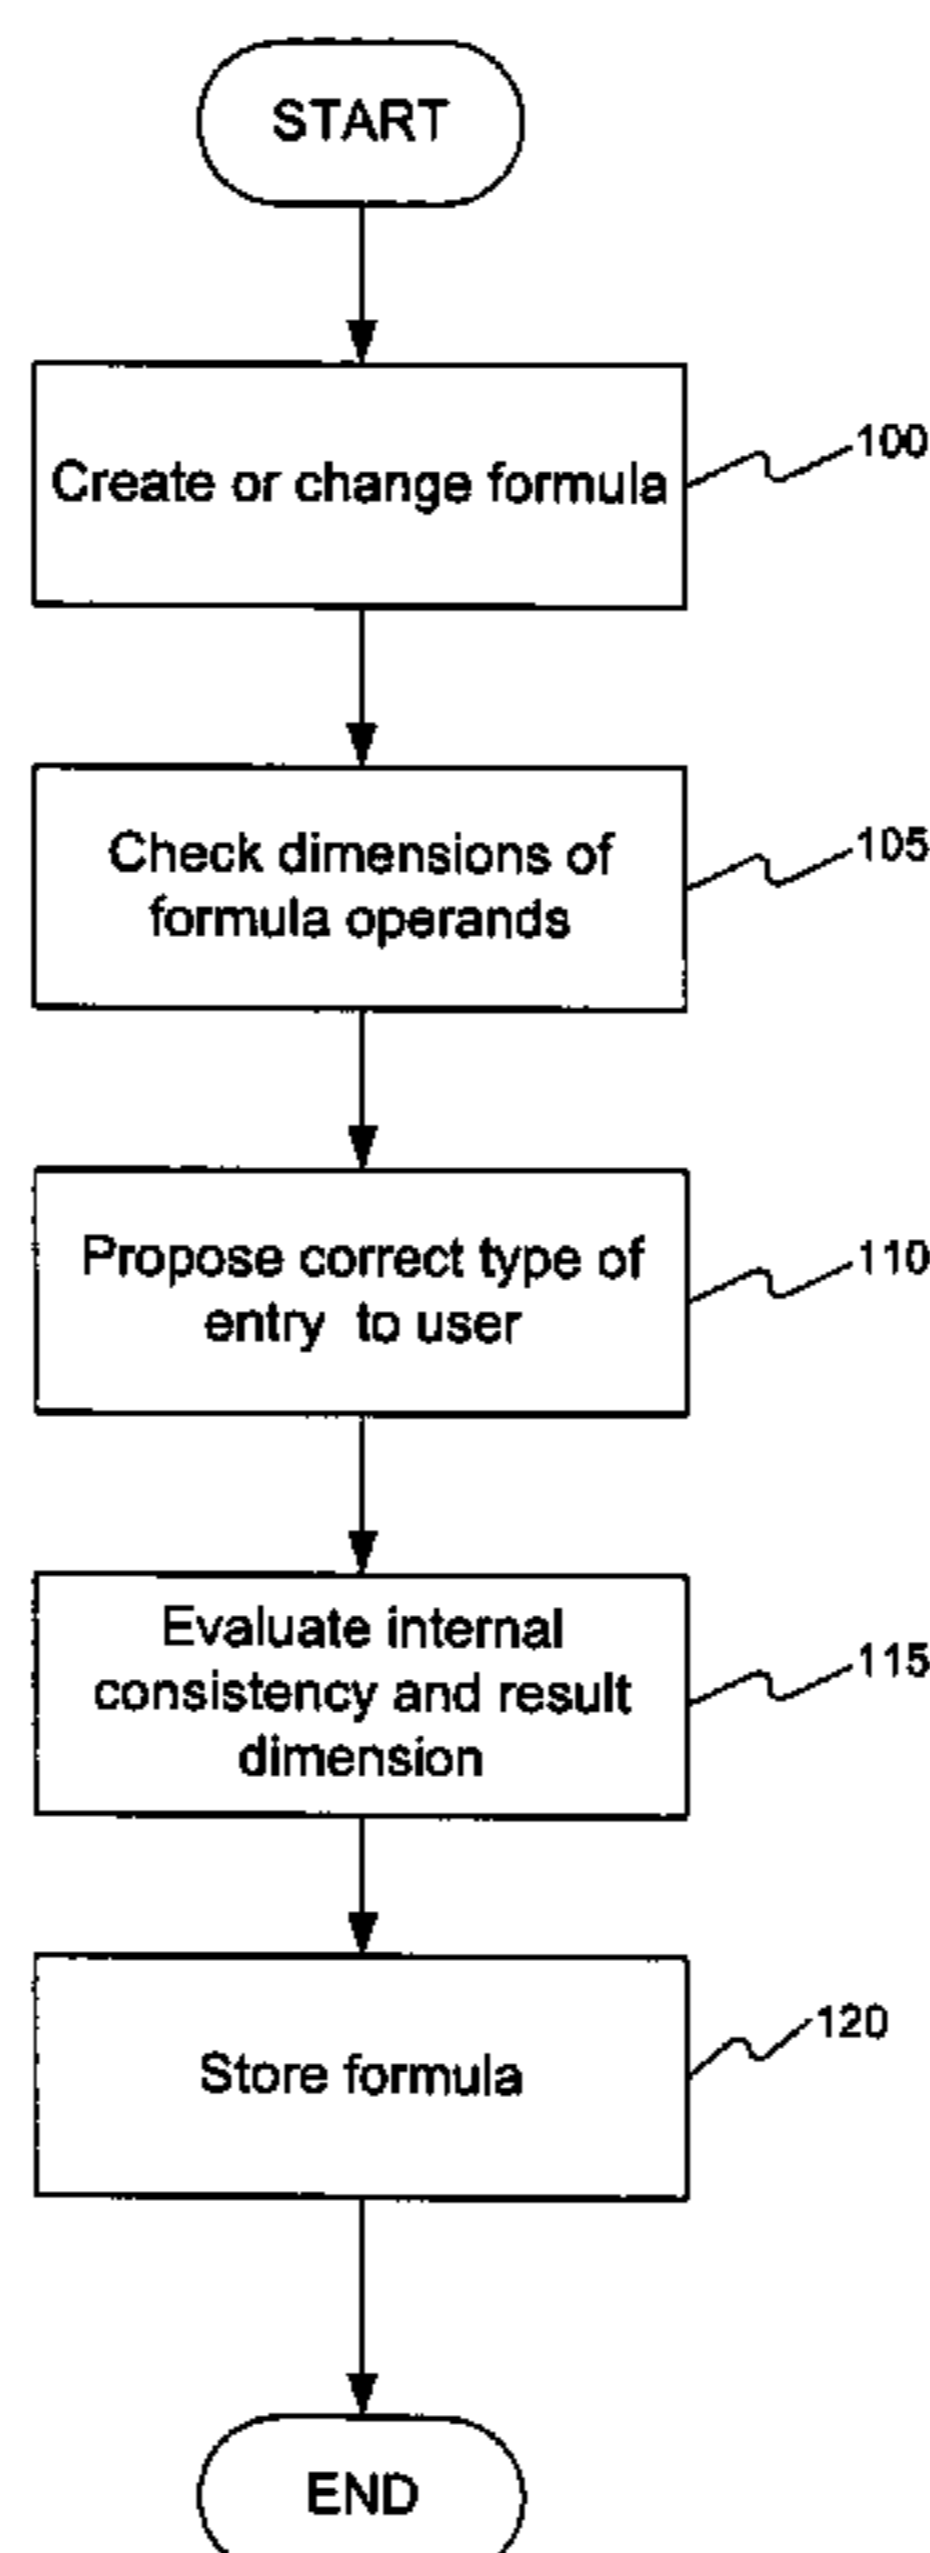 START
Create or change formula
100
Check dimensions of
formula operands
105
Propose correct type of
entry to user
110
Evaluate internal
consistency and result
dimension
115
Store formula
120
END